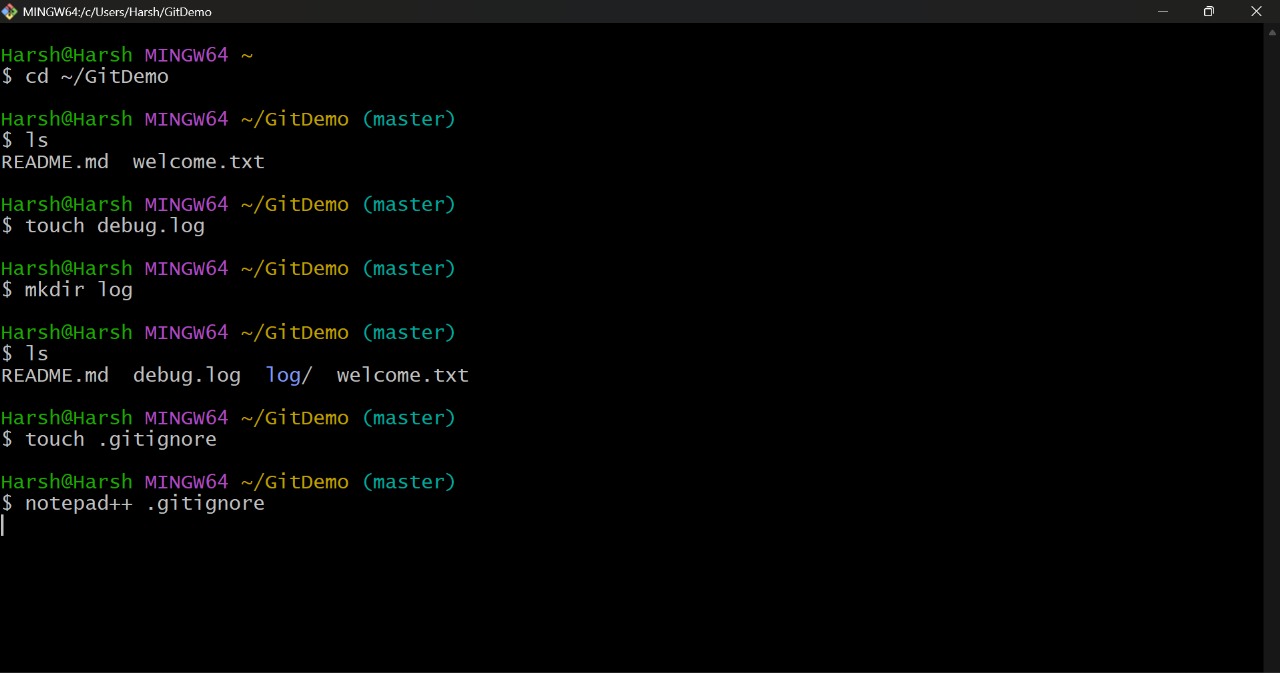 MINGW64:/c/Users/Harsh/GitDemo
Harsh@Harsh MINGW64 ~
$ cd ~/GitDemo
Harsh@Harsh MINGW64 ~/GitDemo (master)
$ ls
README.md  welcome.txt
Harsh@Harsh MINGW64 ~/GitDemo (master)
$ touch debug.log
Harsh@Harsh MINGW64 ~/GitDemo (master)
$ mkdir log
Harsh@Harsh MINGW64 ~/GitDemo (master)
$ ls
README.md  debug.log  log/  welcome.txt
Harsh@Harsh MINGW64 ~/GitDemo (master)
$ touch .gitignore
Harsh@Harsh MINGW64 ~/GitDemo (master)
$ notepad++ .gitignore